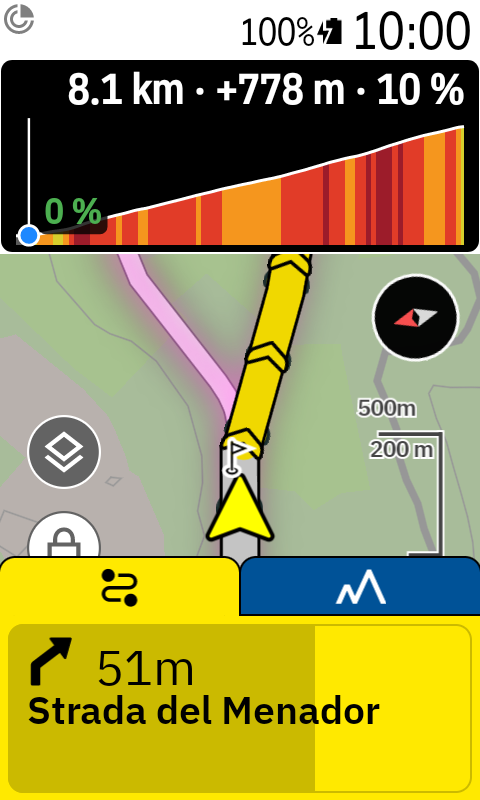 100% 10:00
8.1 km · +778 m · 10 %
0 %
500m
200 m
51m
Strada del Menador